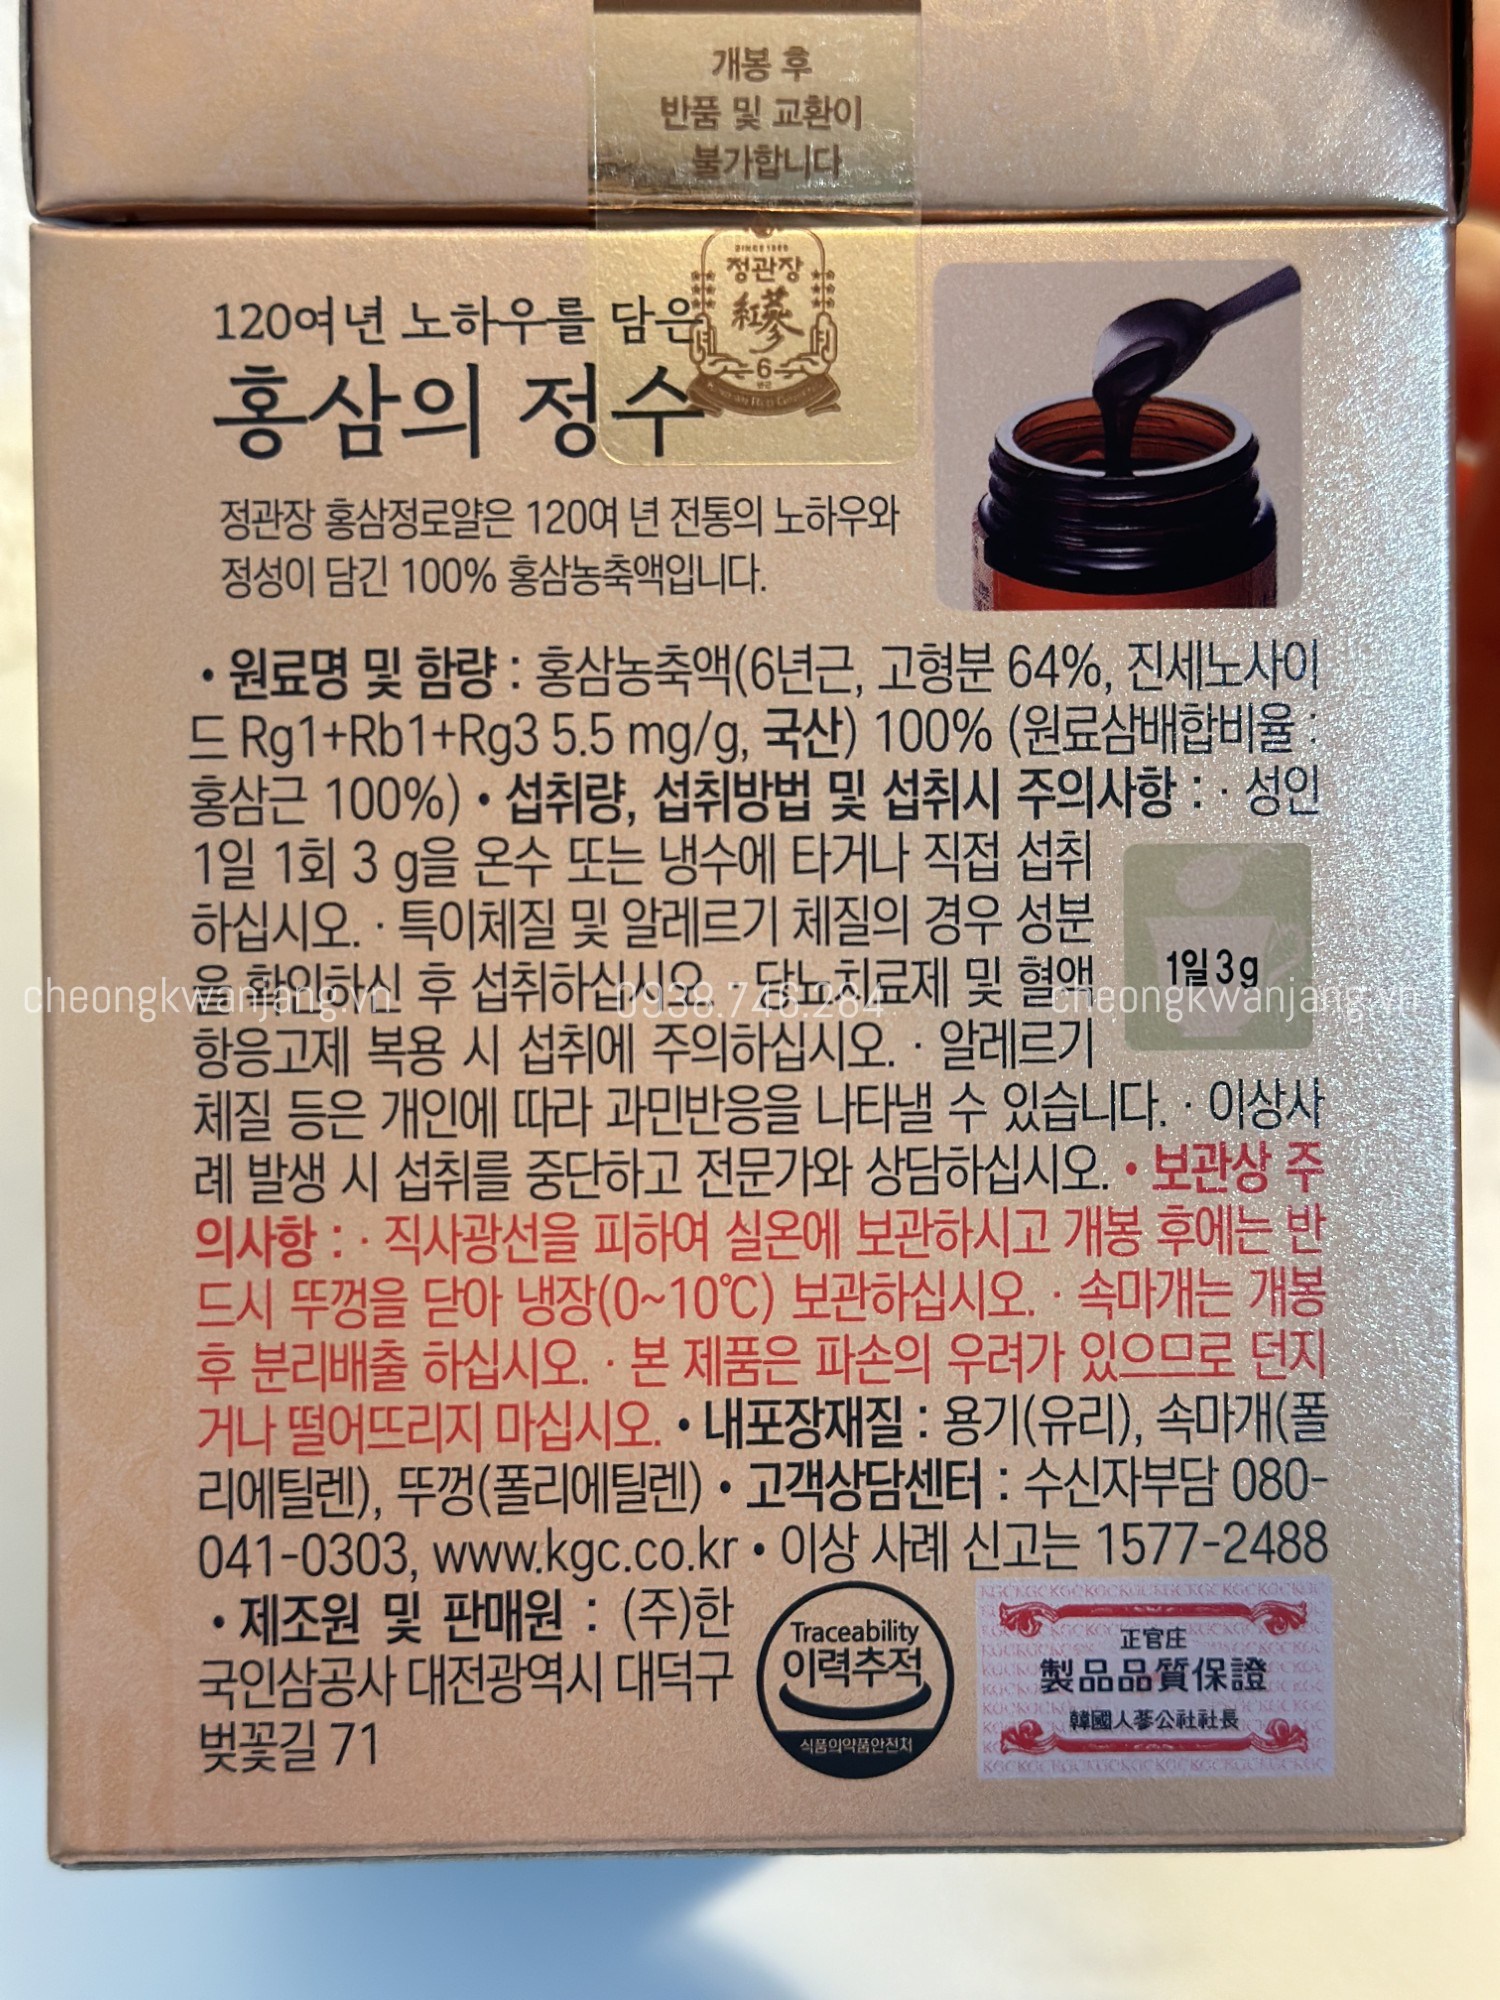 개봉 후
반품 및 교환이
불가합니다
SINCE 1899
정관장
紅蔘
6
년근
KOREAN RED GINSENG
120여 년 노하우를 담은
홍삼의 정수
정관장 홍삼정로얄은 120여 년 전통의 노하우와
정성이 담긴 100% 홍삼농축액입니다.
• 원료명 및 함량 : 홍삼농축액(6년근, 고형분 64%, 진세노사이
드 Rg1+Rb1+Rg3 5.5 mg/g, 국산) 100% (원료삼배합비율 :
홍삼근 100%) • 섭취량, 섭취방법 및 섭취시 주의사항 : · 성인
1일 1회 3 g을 온수 또는 냉수에 타거나 직접 섭취
하십시오. · 특이체질 및 알레르기 체질의 경우 성분
을 확인하신 후 섭취하십시오. · 당뇨치료제 및 혈액
1일 3 g
cheongkwanjang.vn 0938.746.284 cheongkwanjang.vn
항응고제 복용 시 섭취에 주의하십시오. · 알레르기
체질 등은 개인에 따라 과민반응을 나타낼 수 있습니다. · 이상사
례 발생 시 섭취를 중단하고 전문가와 상담하십시오. • 보관상 주
의사항 : · 직사광선을 피하여 실온에 보관하시고 개봉 후에는 반
드시 뚜껑을 닫아 냉장(0~10℃) 보관하십시오. · 속마개는 개봉
후 분리배출 하십시오. · 본 제품은 파손의 우려가 있으므로 던지
거나 떨어뜨리지 마십시오. • 내포장재질 : 용기(유리), 속마개(폴
리에틸렌), 뚜껑(폴리에틸렌) • 고객상담센터 : 수신자부담 080-
041-0303, www.kgc.co.kr • 이상 사례 신고는 1577-2488
• 제조원 및 판매원 : (주)한
국인삼공사 대전광역시 대덕구
벚꽃길 71
Traceability
이력추적
식품의약품안전처
正官庄
製品品質保證
韓國人蔘公社社長